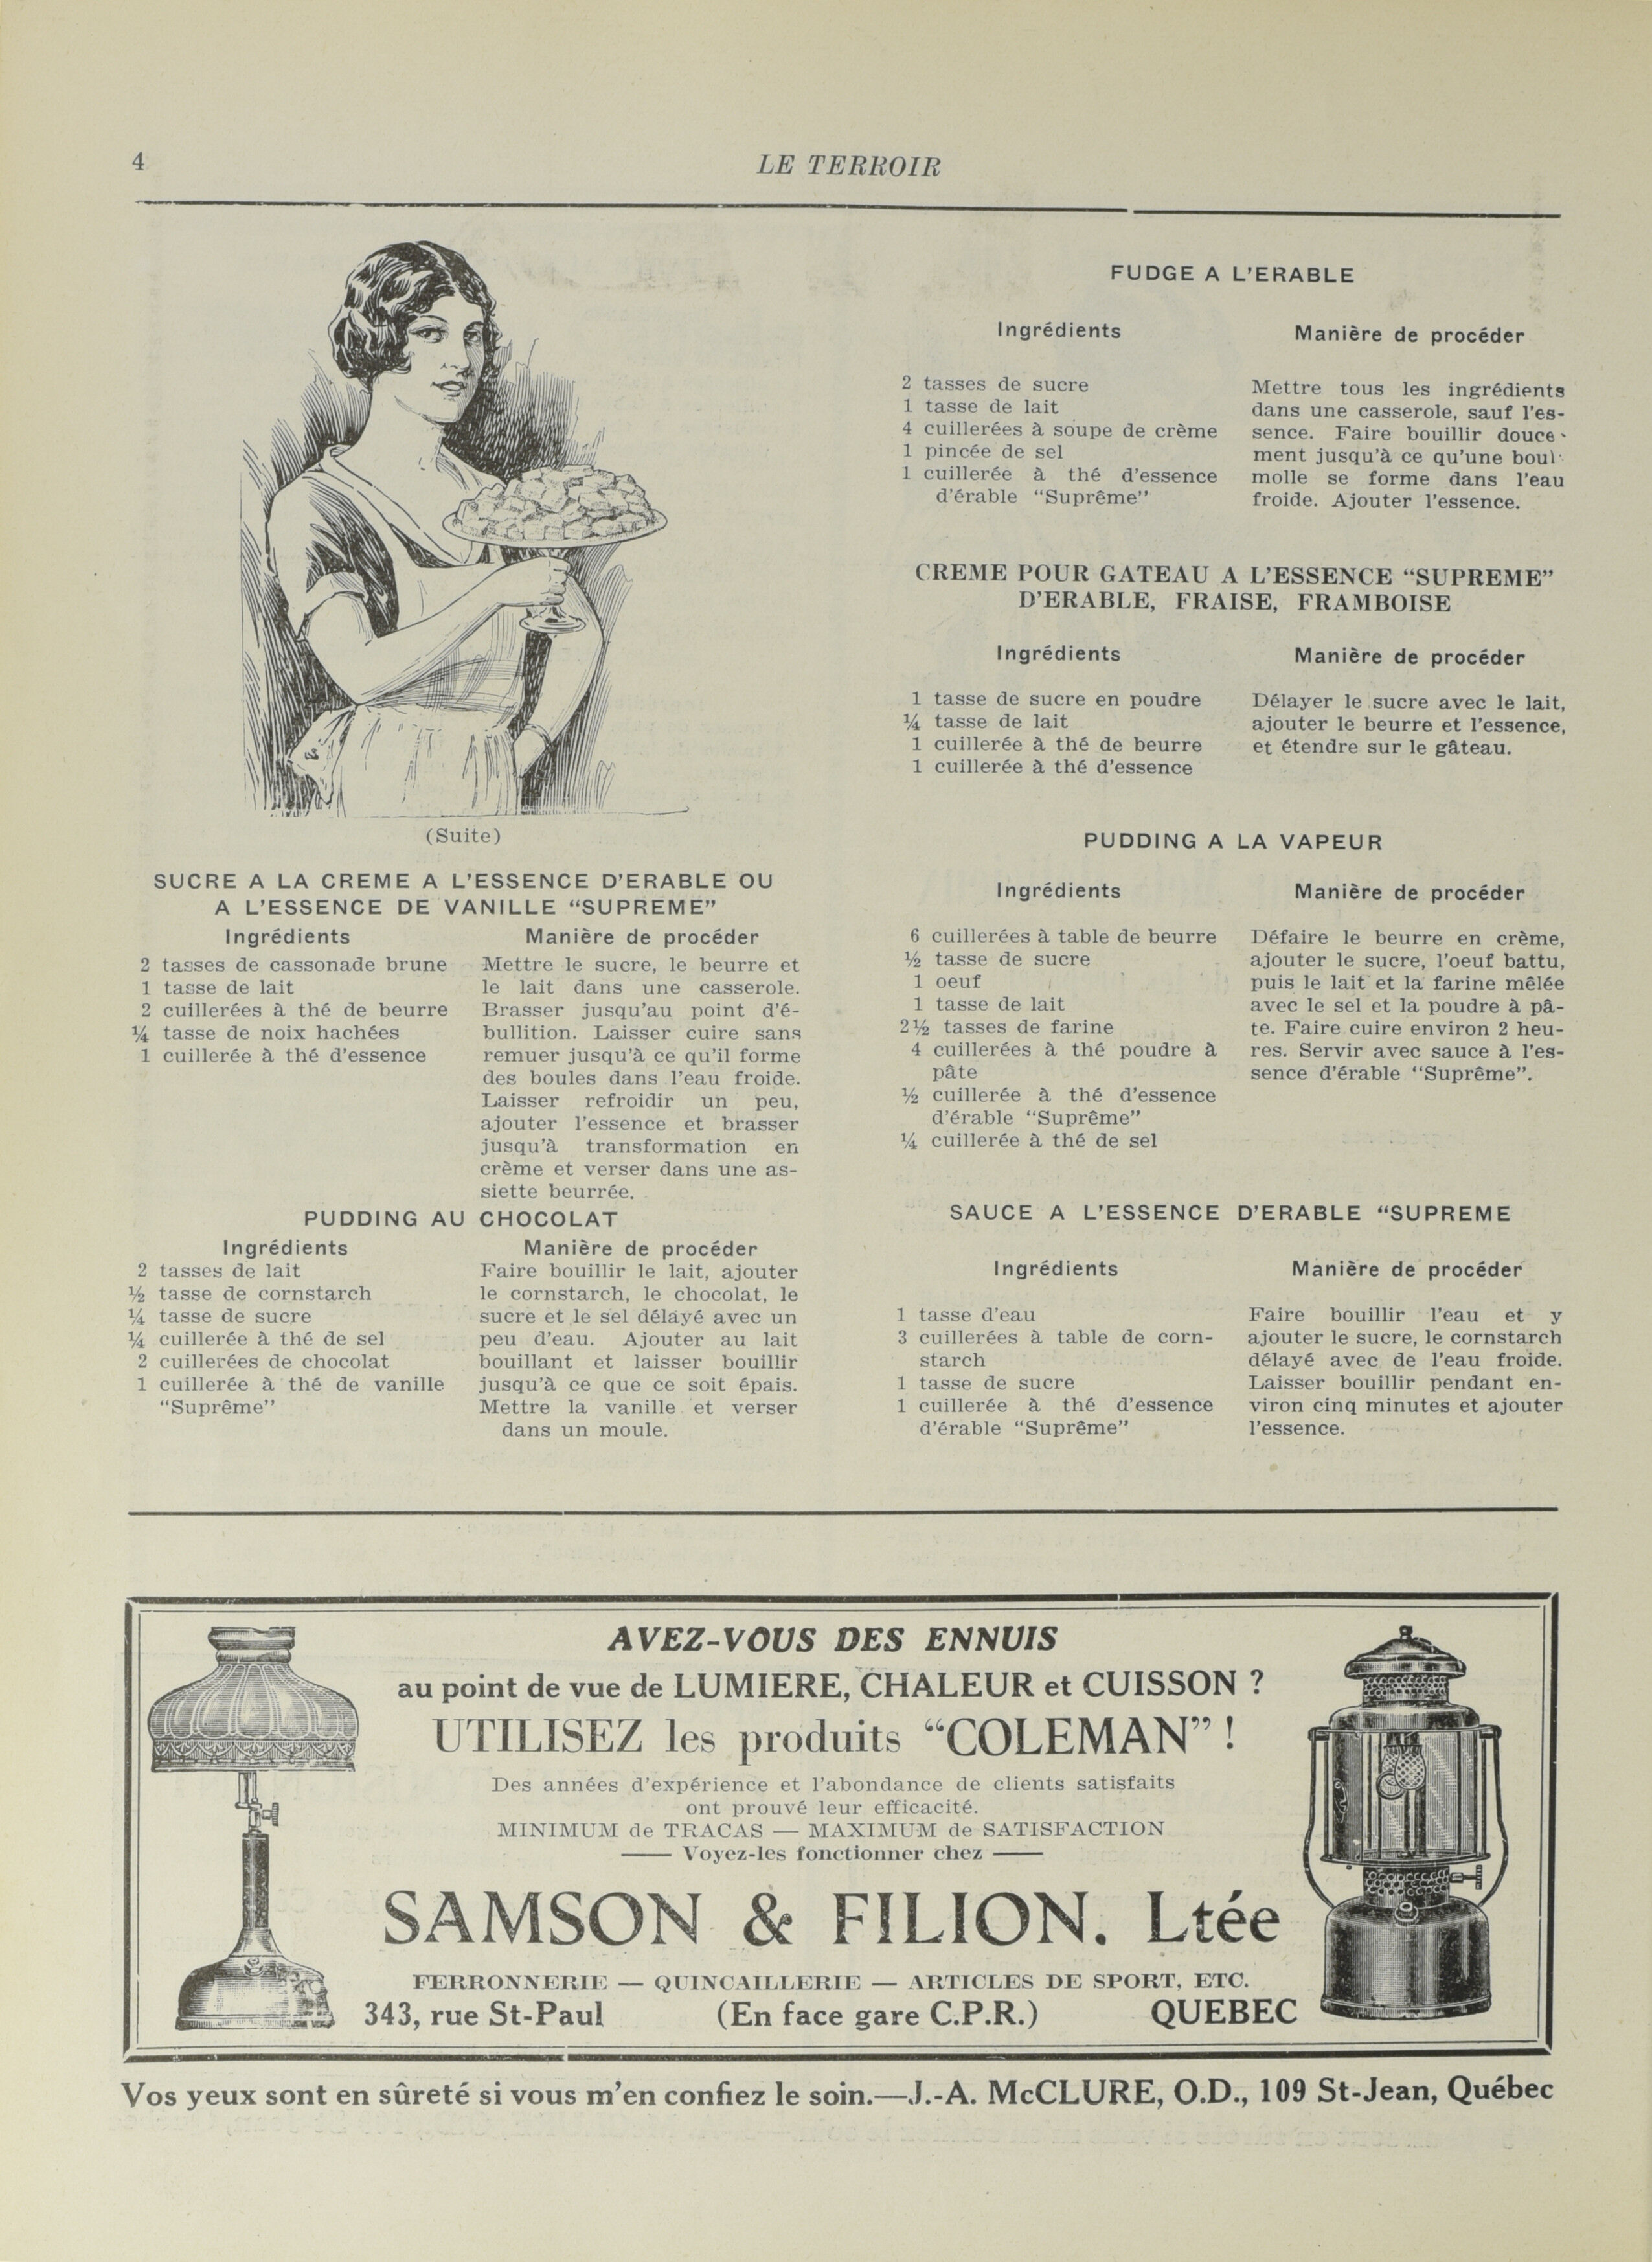 4
LE TERROIR
(Suite)
SUCRE A LA CREME A L'ESSENCE D'ERABLE OU
A L'ESSENCE DE VANILLE “SUPREME”
Ingrédients
2 tasses de cassonade brune
1 tasse de lait
2 cuillerées à thé de beurre
¼ tasse de noix hachées
1 cuillerée à thé d'essence
Manière de procéder
Mettre le sucre, le beurre et
le lait dans une casserole.
Brasser jusqu'au point d'é-
bullition. Laisser cuire sans
remuer jusqu'à ce qu'il forme
des boules dans l'eau froide.
Laisser refroidir un peu,
ajouter l'essence et brasser
jusqu'à transformation en
crème et verser dans une as-
siette beurrée.
PUDDING AU CHOCOLAT
Ingrédients
2 tasses de lait
½ tasse de cornstarch
¼ tasse de sucre
¼ cuillerée à thé de sel
2 cuillerées de chocolat
1 cuillerée à thé de vanille
“Suprême”
Manière de procéder
Faire bouillir le lait, ajouter
le cornstarch, le chocolat, le
sucre et le sel délayé avec un
peu d'eau. Ajouter au lait
bouillant et laisser bouillir
jusqu'à ce que ce soit épais.
Mettre la vanille et verser
dans un moule.
FUDGE A L'ERABLE
Ingrédients
2 tasses de sucre
1 tasse de lait
4 cuillerées à soupe de crème
1 pincée de sel
1 cuillerée à thé d'essence
d'érable “Suprême”
Manière de procéder
Mettre tous les ingrédients
dans une casserole, sauf l'es-
sence. Faire bouillir douce-
ment jusqu'à ce qu'une boul
molle se forme dans l'eau
froide. Ajouter l'essence.
CREME POUR GATEAU A L'ESSENCE “SUPREME”
D'ERABLE, FRAISE, FRAMBOISE
Ingrédients
1 tasse de sucre en poudre
¼ tasse de lait
1 cuillerée à thé de beurre
1 cuillerée à thé d'essence
Manière de procéder
Délayer le sucre avec le lait,
ajouter le beurre et l'essence,
et étendre sur le gâteau.
PUDDING A LA VAPEUR
Ingrédients
6 cuillerées à table de beurre
½ tasse de sucre
1 oeuf
1 tasse de lait
2½ tasses de farine
4 cuillerées à thé poudre à
pâte
½ cuillerée à thé d'essence
d'érable “Suprême”
¼ cuillerée à thé de sel
Manière de procéder
Défaire le beurre en crème,
ajouter le sucre, l'oeuf battu,
puis le lait et la farine mêlée
avec le sel et la poudre à pâ-
te. Faire cuire environ 2 heu-
res. Servir avec sauce à l'es-
sence d'érable “Suprême”.
SAUCE A L'ESSENCE D'ERABLE “SUPREME
Ingrédients
1 tasse d'eau
3 cuillerées à table de corn-
starch
1 tasse de sucre
1 cuillerée à thé d'essence
d'érable “Suprême”
Manière de procéder
Faire bouillir l'eau et y
ajouter le sucre, le cornstarch
délayé avec de l'eau froide.
Laisser bouillir pendant en-
viron cinq minutes et ajouter
l'essence.
AVEZ-VOUS DES ENNUIS
au point de vue de LUMIERE, CHALEUR et CUISSON ?
UTILISEZ les produits “COLEMAN” !
Des années d'expérience et l'abondance de clients satisfaits
ont prouvé leur efficacité.
MINIMUM de TRACAS — MAXIMUM de SATISFACTION
—— Voyez-les fonctionner chez ——
SAMSON & FILION. Ltée
FERRONNERIE — QUINCAILLERIE — ARTICLES DE SPORT, ETC.
343, rue St-Paul (En face gare C.P.R.) QUEBEC
Vos yeux sont en sûreté si vous m'en confiez le soin.—J.-A. McCLURE, O.D., 109 St-Jean, Québec